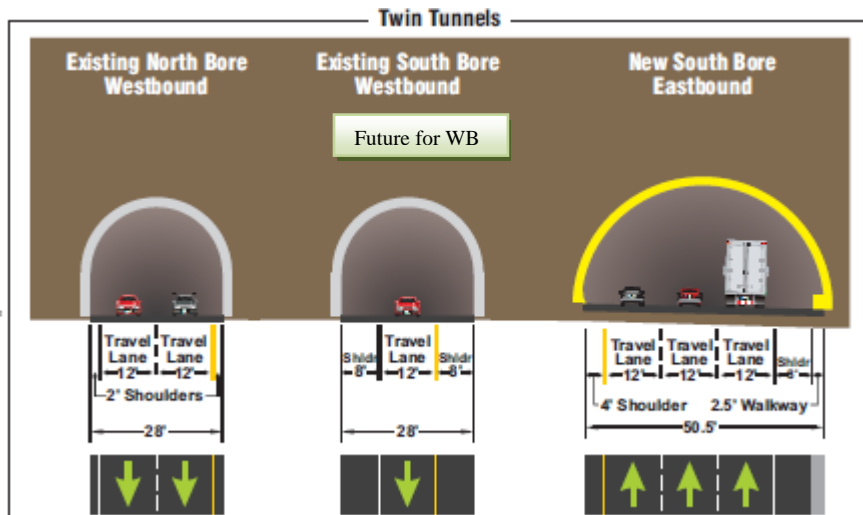 Twin Tunnels
Existing North Bore
Westbound
Existing South Bore
Westbound
New South Bore
Eastbound
Future for WB
Travel
Lane
12'
Travel
Lane
12'
2' Shoulders
28'
Shldr
8'
Travel
Lane
12'
Shldr
8'
28'
Travel
Lane
12'
Travel
Lane
12'
Travel
Lane
12'
Shldr
8'
4' Shoulder
2.5' Walkway
50.5'